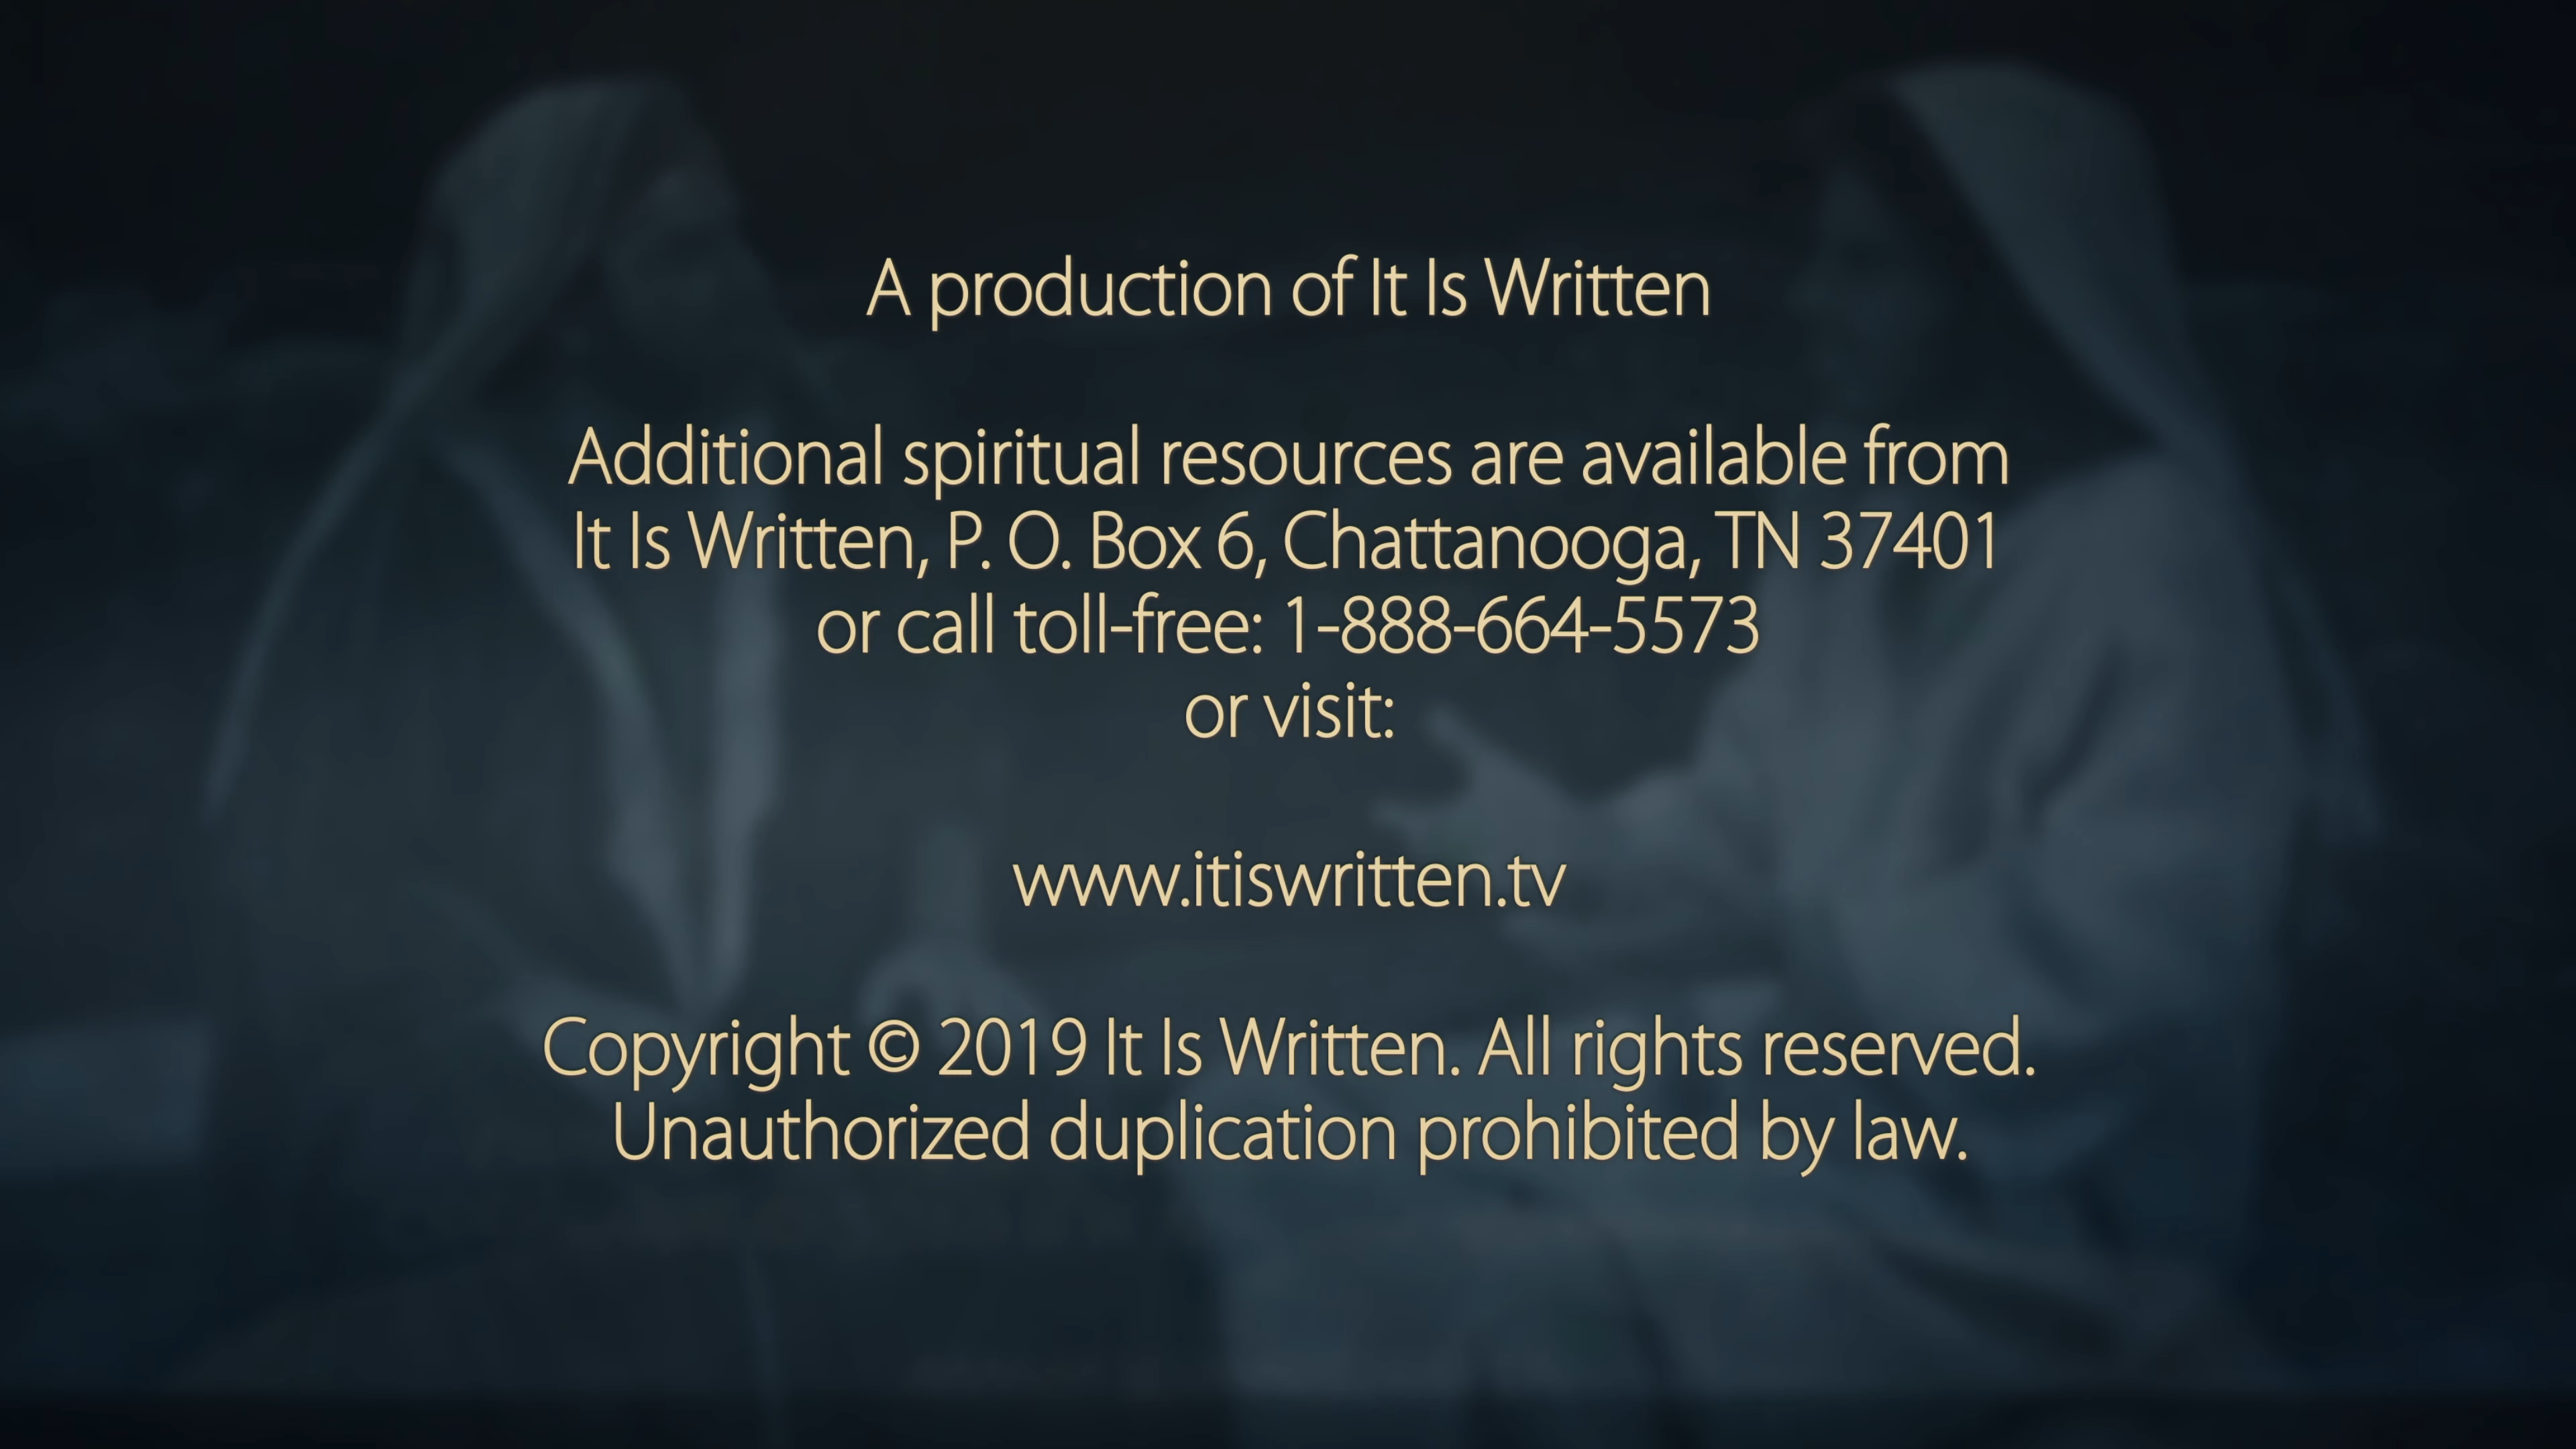 A production of It Is Written
Additional spiritual resources are available from
It Is Written, P. O. Box 6, Chattanooga, TN 37401
or call toll-free: 1-888-664-5573
or visit:
www.itiswritten.tv
Copyright © 2019 It Is Written. All rights reserved.
Unauthorized duplication prohibited by law.